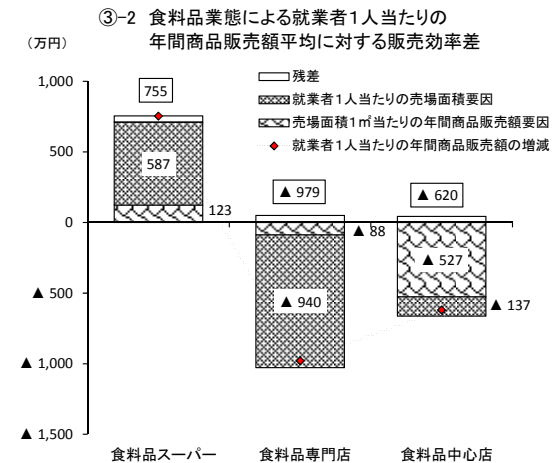 ③-2 食料品業態による就業者１人当たりの
年間商品販売額平均に対する販売効率差
(万円)
残差
就業者１人当たりの売場面積要因
売場面積１㎡当たりの年間商品販売額要因
就業者１人当たりの年間商品販売額の増減
1,000
500
0
▲ 500
▲ 1,000
▲ 1,500
755
587
123
▲ 979
▲ 88
▲ 940
▲ 620
▲ 527
▲ 137
食料品スーパー
食料品専門店
食料品中心店